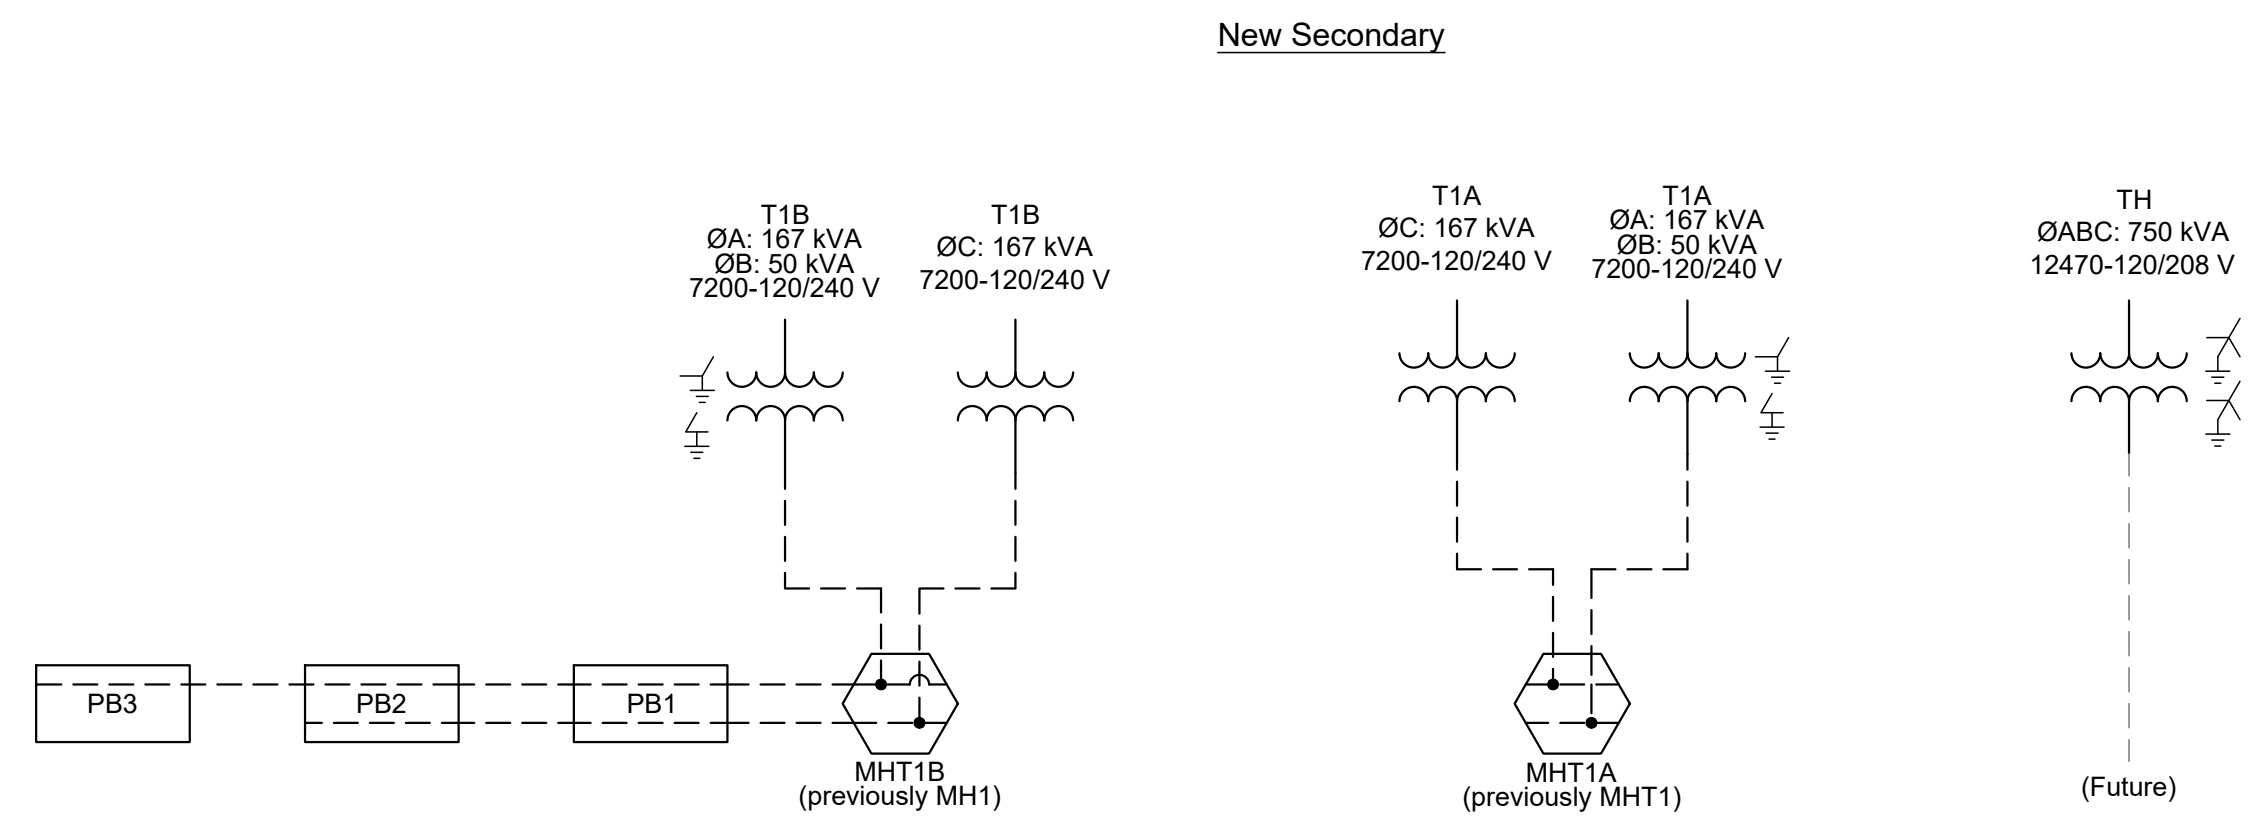 New Secondary
T1B
ØA: 167 kVA
ØB: 50 kVA
7200-120/240 V
T1B
ØC: 167 kVA
7200-120/240 V
T1A
ØC: 167 kVA
7200-120/240 V
T1A
ØA: 167 kVA
ØB: 50 kVA
7200-120/240 V
TH
ØABC: 750 kVA
12470-120/208 V
PB3
PB2
PB1
MHT1B
(previously MH1)
MHT1A
(previously MHT1)
(Future)